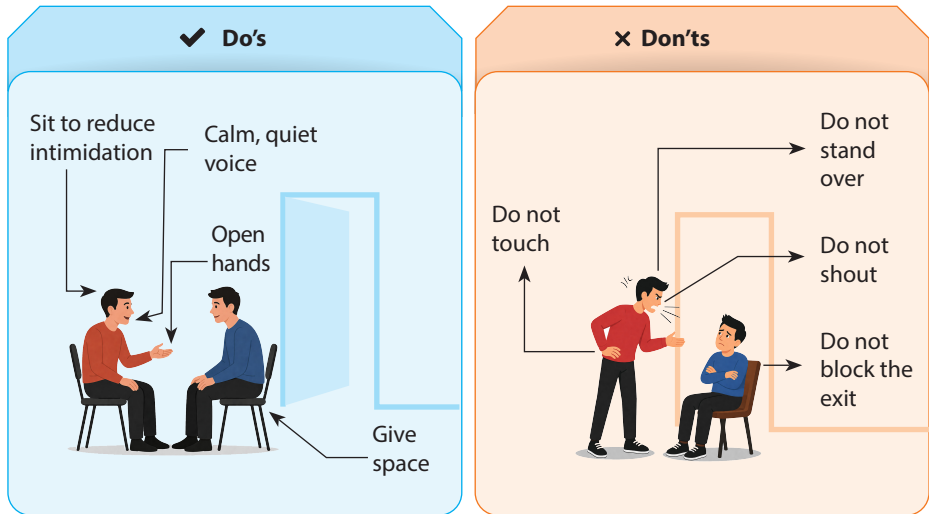 ✔ Do's
Sit to reduce
intimidation
Calm, quiet
voice
Open
hands
Give
space
× Don'ts
Do not
stand
over
Do not
touch
Do not
shout
Do not
block the
exit